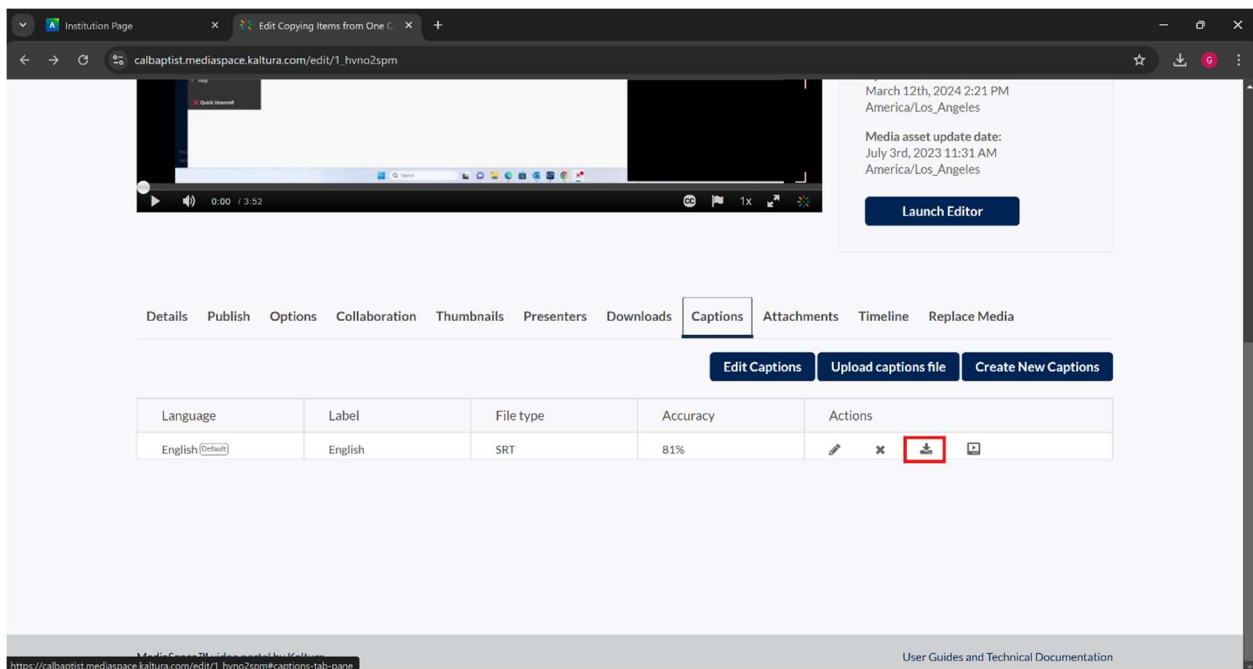 Institution Page
Edit Copying Items from One C
calbaptist.mediaspace.kaltura.com/edit/1_hvno2spm
G
Help
Quick Unenroll
Search
March 12th, 2024 2:21 PM
America/Los_Angeles
Media asset update date:
July 3rd, 2023 11:31 AM
America/Los_Angeles
0:00 / 3:52
1x
Launch Editor
Details Publish Options Collaboration Thumbnails Presenters Downloads Captions Attachments Timeline Replace Media
Edit Captions Upload captions file Create New Captions
Language Label File type Accuracy Actions
English Default English SRT 81%
User Guides and Technical Documentation
https://calbaptist.mediaspace.kaltura.com/edit/1_hvno2spm#captions-tab-pane